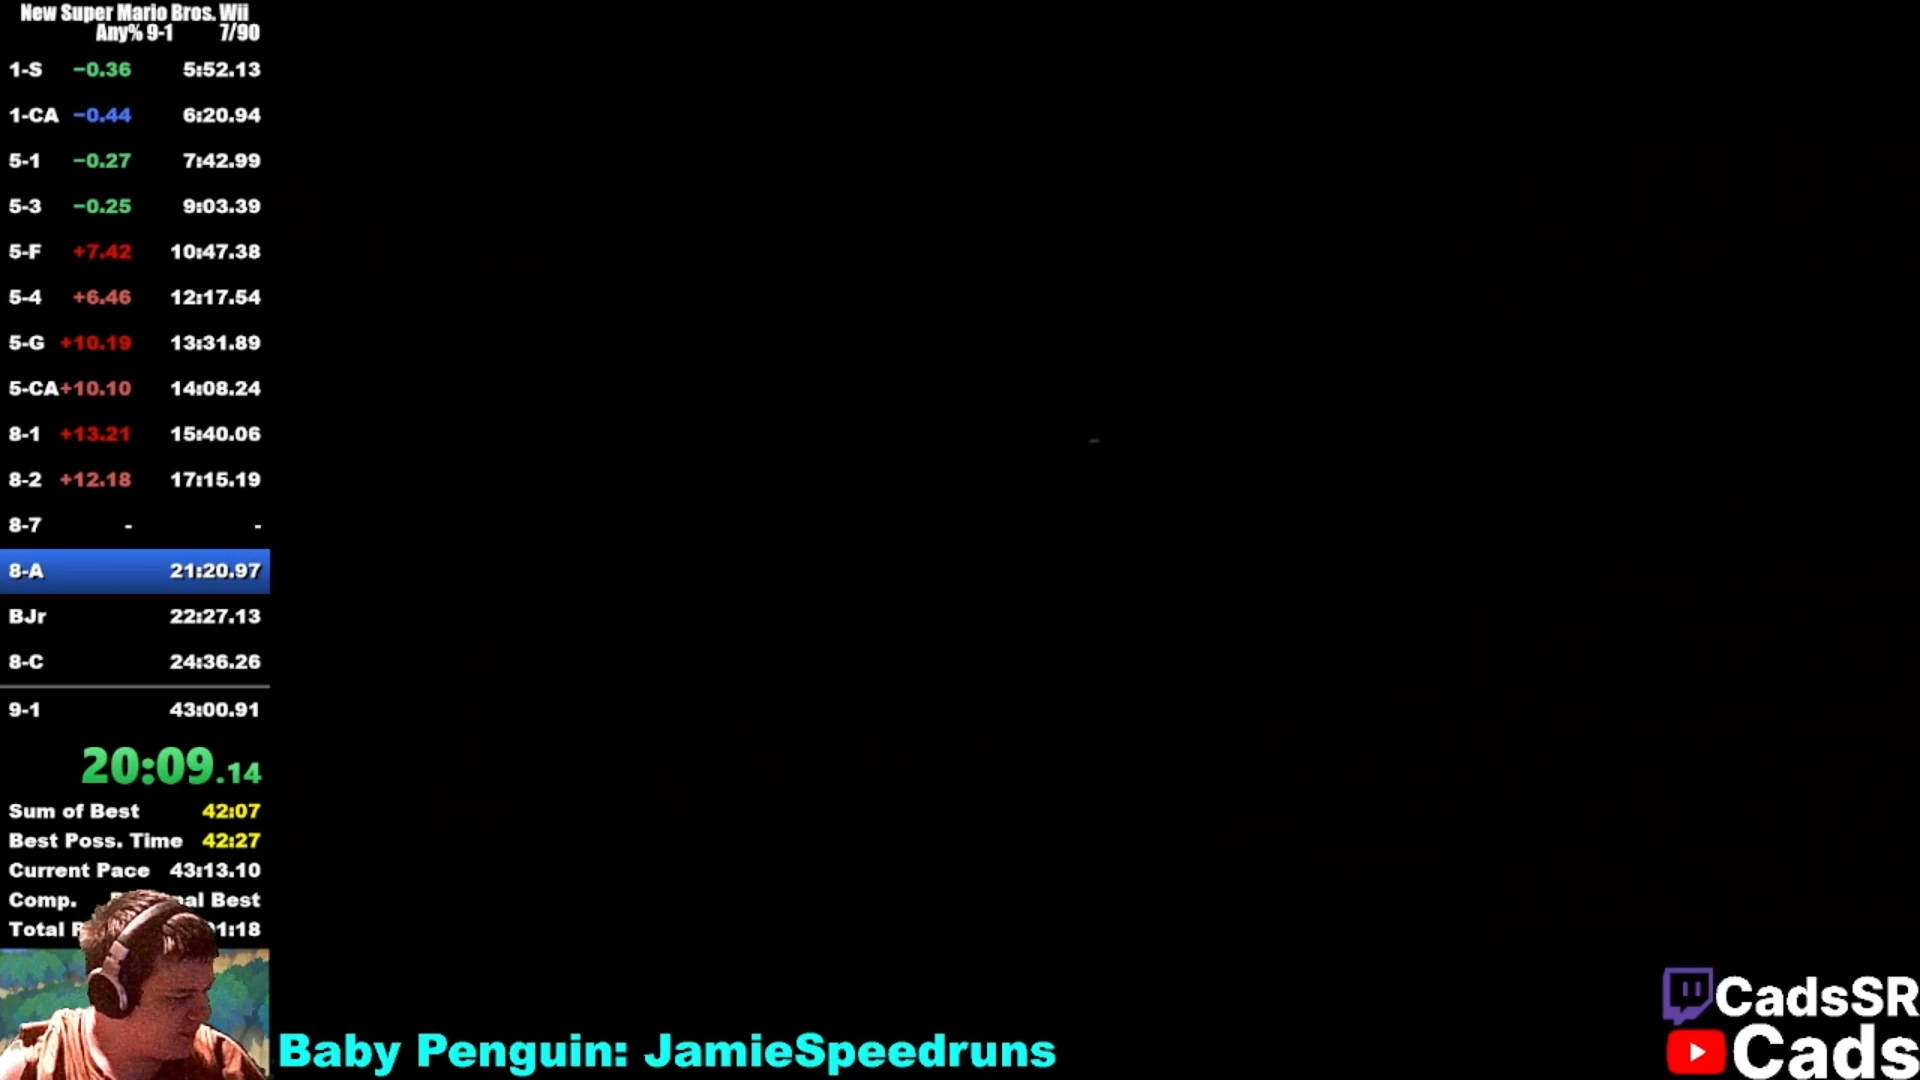 New Super Mario Bros. Wii
Any% 9-1 7/90
1-S −0.36 5:52.13
1-CA −0.44 6:20.94
5-1 −0.27 7:42.99
5-3 −0.25 9:03.39
5-F +7.42 10:47.38
5-4 +6.46 12:17.54
5-G +10.19 13:31.89
5-CA +10.10 14:08.24
8-1 +13.21 15:40.06
8-2 +12.18 17:15.19
8-7 - -
8-A 21:20.97
BJr 22:27.13
8-C 24:36.26
9-1 43:00.91
20:09.14
Sum of Best 42:07
Best Poss. Time 42:27
Current Pace 43:13.10
Comp. Best
Total 1:18
Baby Penguin: JamieSpeedruns
CadsSR
Cads